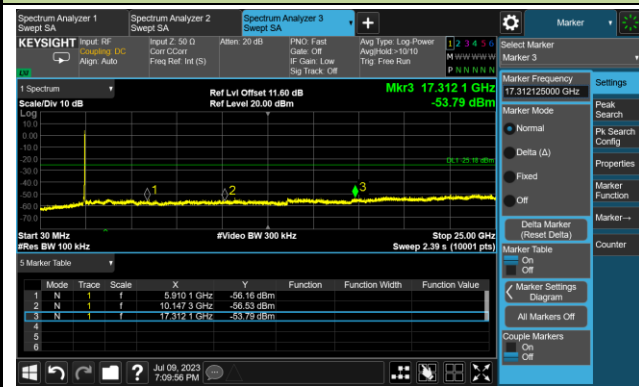 Spectrum Analyzer 1
Swept SA
Spectrum Analyzer 2
Swept SA
Spectrum Analyzer 3
Swept SA
+
Marker
KEYSIGHT
Input: RF
Coupling: DC
Align: Auto
Input Z: 50 Ω
Corr CCorr
Freq Ref: Int (S)
Atten: 20 dB
PNO: Fast
Gate: Off
IF Gain: Low
Sig Track: Off
Avg Type: Log-Power
Avg|Hold:>10/10
Trig: Free Run
1 2 3 4 5 6
M W W W W W
P N N N N N
LVI
Select Marker
Marker 3
1 Spectrum
Scale/Div 10 dB
Ref Lvl Offset 11.60 dB
Ref Level 20.00 dBm
Mkr3 17.312 1 GHz
-53.79 dBm
Log
10.0
0.00
-10.0
-20.0
-30.0
-40.0
-50.0
-60.0
-70.0
DL1 -25.18 dBm
1
2
3
Start 30 MHz
#Res BW 100 kHz
#Video BW 300 kHz
Stop 25.00 GHz
Sweep 2.39 s (10001 pts)
5 Marker Table
Mode Trace Scale X Y Function Function Width Function Value
1 N 1 f 5.910 1 GHz -56.16 dBm
2 N 1 f 10.147 3 GHz -56.53 dBm
3 N 1 f 17.312 1 GHz -53.79 dBm
4
5
6
Marker Frequency
17.312125000 GHz
Marker Mode
Normal
Delta (Δ)
Fixed
Off
Delta Marker
(Reset Delta)
Marker Table
On
Off
Marker Settings
Diagram
All Markers Off
Couple Markers
On
Off
Settings
Peak
Search
Pk Search
Config
Properties
Marker
Function
Marker→
Counter
?
Jul 09, 2023
7:09:56 PM